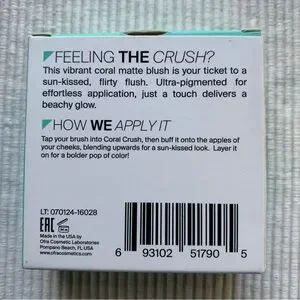 FEELING THE CRUSH?
This vibrant coral matte blush is your ticket to a
sun-kissed, flirty flush. Ultra-pigmented for
effortless application, just a touch delivers a
beachy glow.
HOW WE APPLY IT
Tap your brush into Coral Crush, then buff it onto the apples of
your cheeks, blending upwards for a sun-kissed look. Layer it
on for a bolder pop of color!
LT: 070124-16028
EAC
Made in the USA by
Ofra Cosmetic Laboratories
Pompano Beach, FL USA
www.ofracosmetics.com
6 93102 51790 5